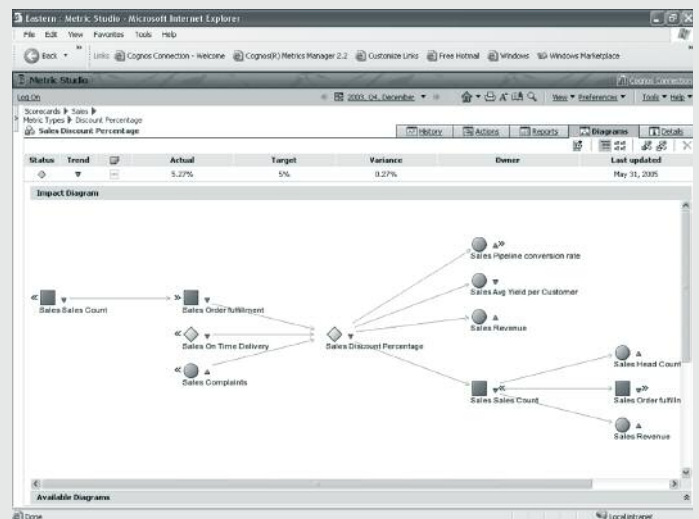 Eastern : Metric Studio - Microsoft Internet Explorer
File Edit View Favorites Tools Help
Back Links Cognos Connection - Welcome Cognos(R) Metrics Manager 2.2 Customize Links Free Hotmail Windows Windows Marketplace
Metric Studio Cognos Connection
Log On 2003, Q4, December View Preferences Tools Help
Scorecards Sales
Metric Types Discount Percentage
Sales Discount Percentage History Actions Reports Diagrams Details
Status Trend Actual Target Variance Owner Last updated
5.27% 5% 0.27% May 31, 2005
Impact Diagram
Sales Pipeline conversion rate
Sales Avg Yield per Customer
Sales Sales Count
Sales Order fulfillment
Sales On Time Delivery
Sales Discount Percentage
Sales Revenue
Sales Complaints
Sales Head Count
Sales Sales Count
Sales Order fulfilln
Sales Revenue
Available Diagrams
Done Local intranet